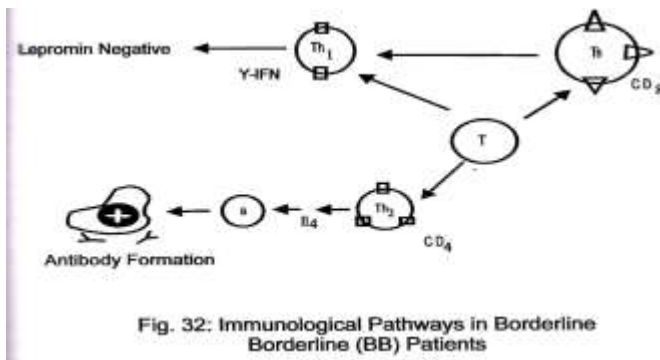 Lepromin Negative
Th1
Y-IFN
Th
CD8
T
Th2
CD4
Il4
B
Antibody Formation
Fig. 32: Immunological Pathways in Borderline
Borderline (BB) Patients